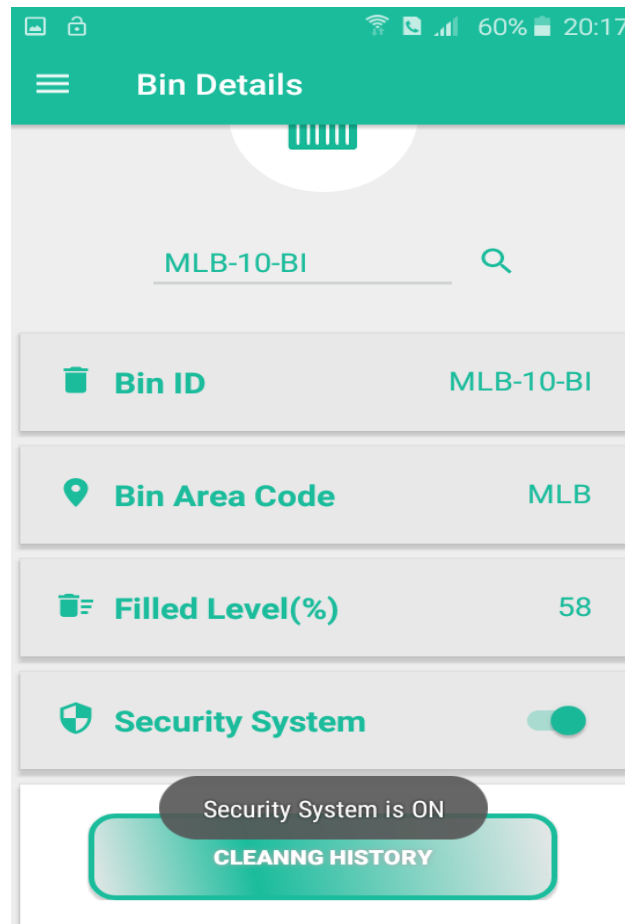 60% 20:17
Bin Details
MLB-10-BI
Bin ID MLB-10-BI
Bin Area Code MLB
Filled Level(%) 58
Security System
Security System is ON
CLEANNG HISTORY